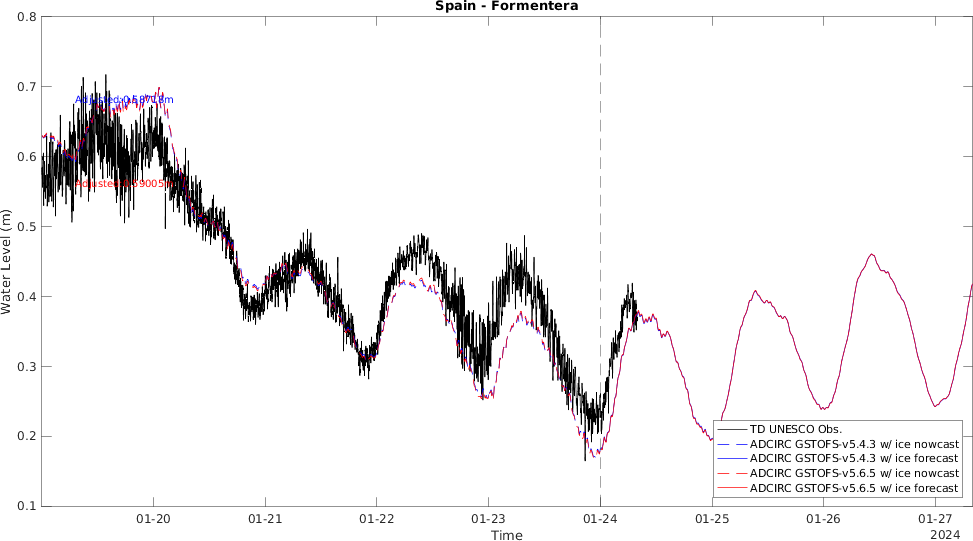 Spain - Formentera
0.8
0.7
0.6
0.5
0.4
0.3
0.2
0.1
Water Level (m)
01-20
01-21
01-22
01-23
01-24
01-25
01-26
01-27
Time
2024
TD UNESCO Obs.
ADCIRC GSTOFS-v5.4.3 w/ ice nowcast
ADCIRC GSTOFS-v5.4.3 w/ ice forecast
ADCIRC GSTOFS-v5.6.5 w/ ice nowcast
ADCIRC GSTOFS-v5.6.5 w/ ice forecast